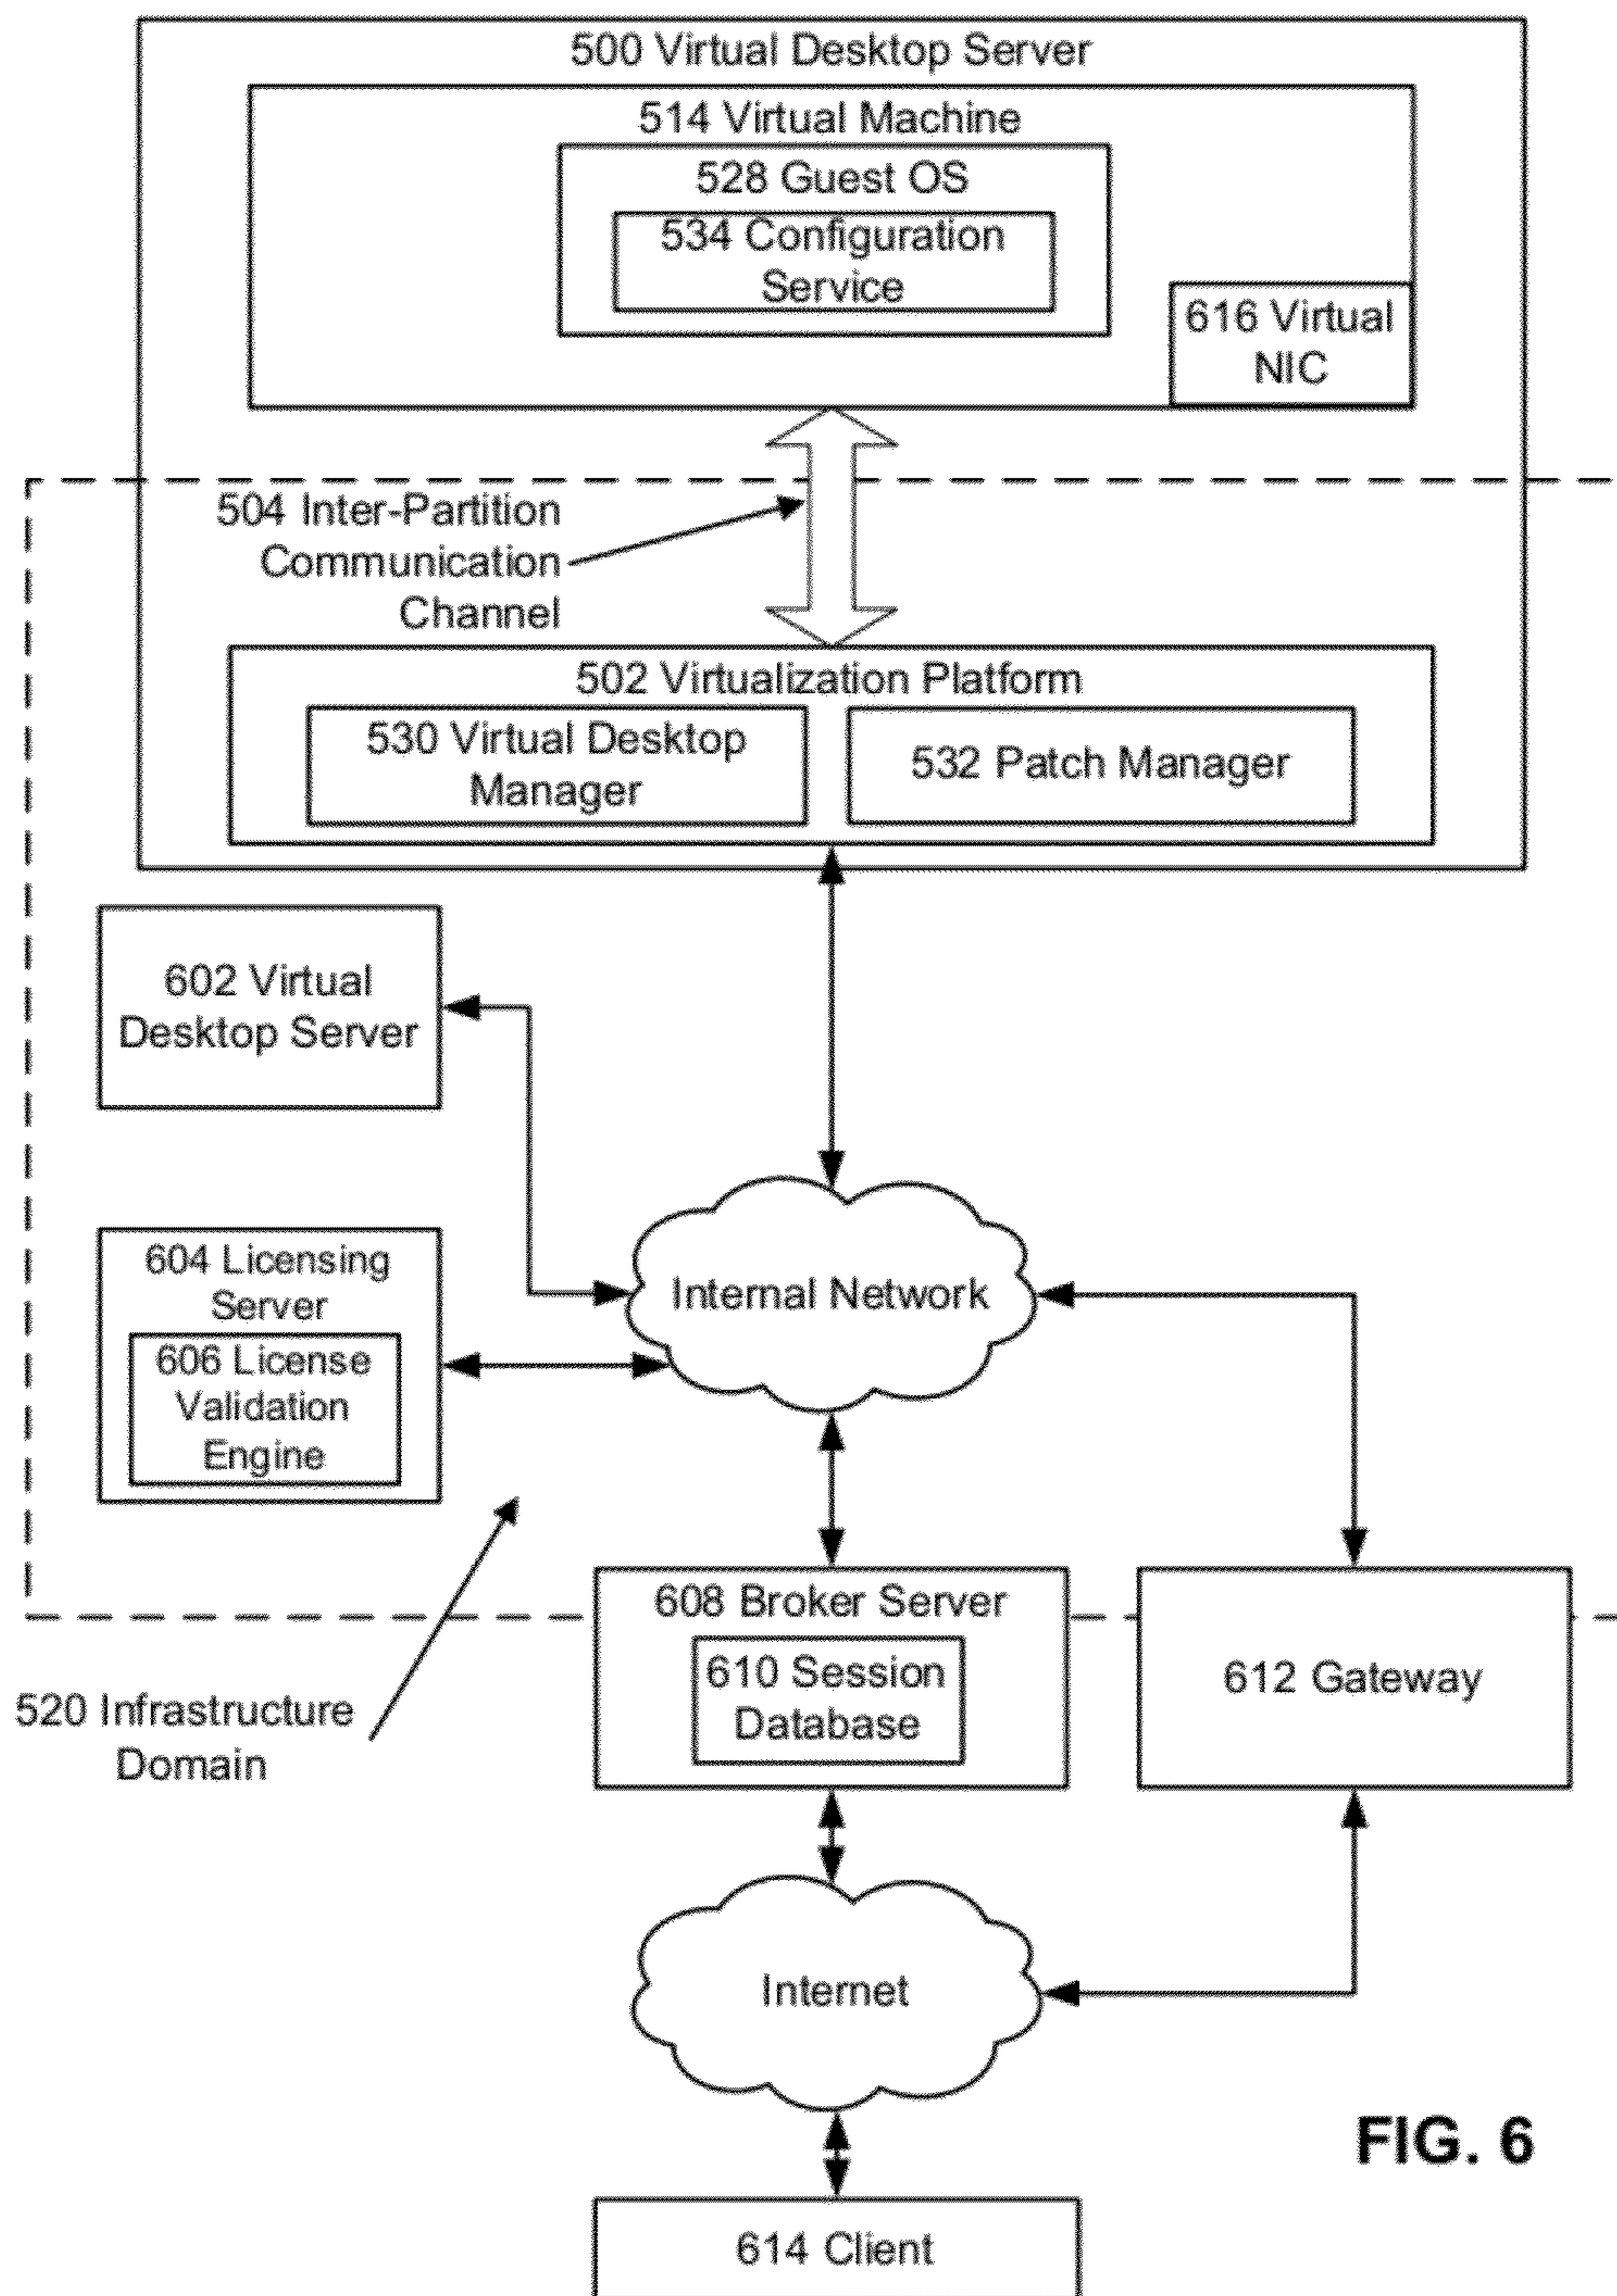 500 Virtual Desktop Server
514 Virtual Machine
528 Guest OS
534 Configuration
Service
616 Virtual
NIC
504 Inter-Partition
Communication
Channel
502 Virtualization Platform
530 Virtual Desktop
Manager
532 Patch Manager
602 Virtual
Desktop Server
604 Licensing
Server
606 License
Validation
Engine
Internal Network
608 Broker Server
610 Session
Database
612 Gateway
520 Infrastructure
Domain
Internet
FIG. 6
614 Client